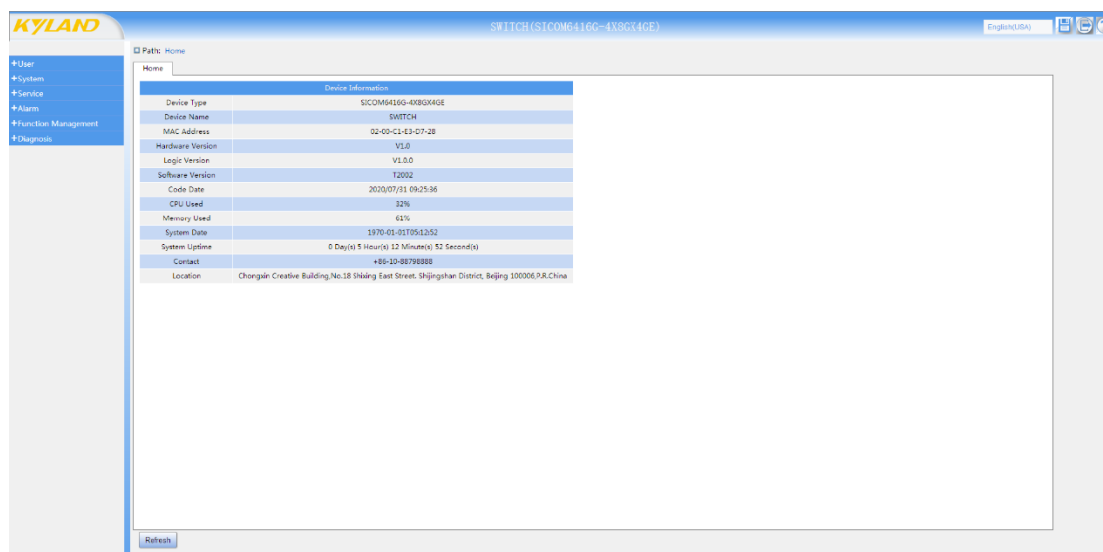 KYLAND
SWITCH(SICOM6416G-4X8GX4GE)
English(USA)
+User
+System
+Service
+Alarm
+Function Management
+Diagnosis
Path: Home
Home
Device Information
Device Type SICOM6416G-4X8GX4GE
Device Name SWITCH
MAC Address 02-00-C1-E3-D7-28
Hardware Version V1.0
Logic Version V1.0.0
Software Version T2002
Code Date 2020/07/31 09:25:36
CPU Used 32%
Memory Used 61%
System Date 1970-01-01T05:12:52
System Uptime 0 Day(s) 5 Hour(s) 12 Minute(s) 52 Second(s)
Contact +86-10-88798888
Location Chongxin Creative Building,No.18 Shixing East Street, Shijingshan District, Beijing 100006,P.R.China
Refresh